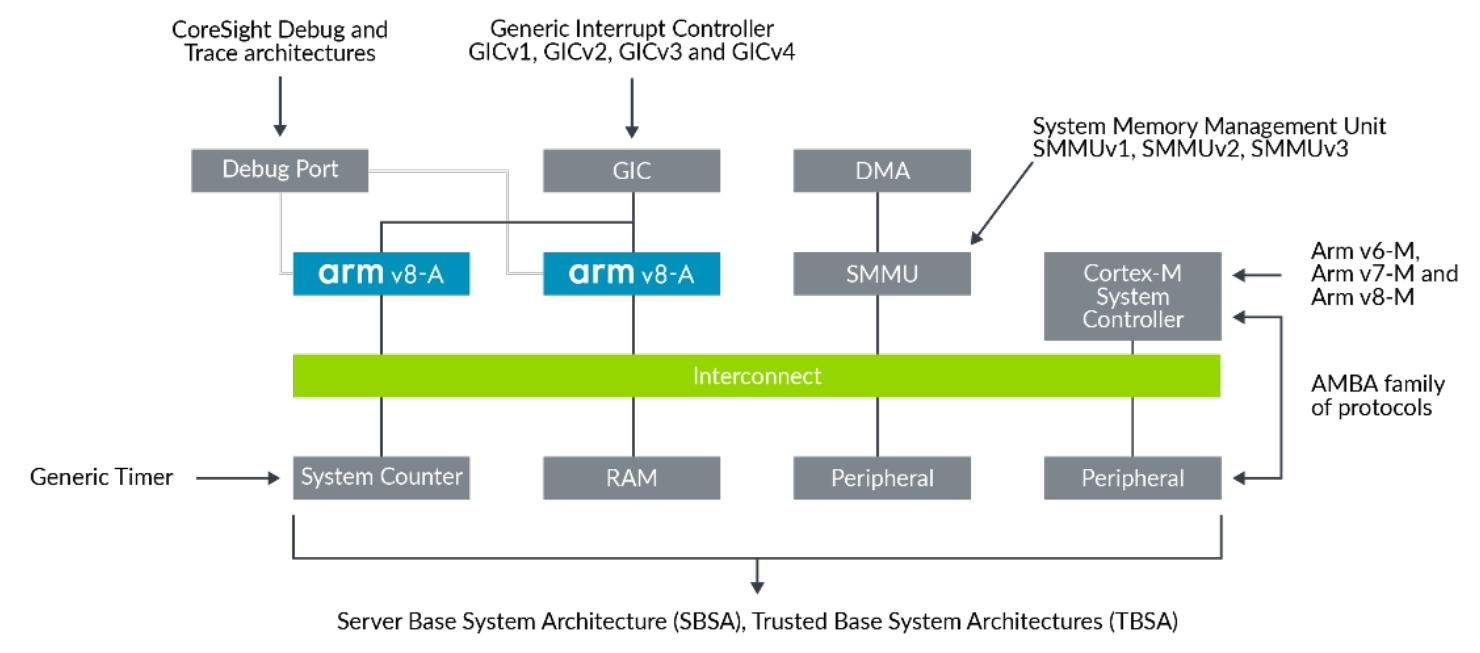 CoreSight Debug and
Trace architectures
Generic Interrupt Controller
GICv1, GICv2, GICv3 and GICv4
System Memory Management Unit
SMMUv1, SMMUv2, SMMUv3
Debug Port
GIC
DMA
arm v8-A
arm v8-A
SMMU
Cortex-M
System
Controller
Arm v6-M,
Arm v7-M and
Arm v8-M
Interconnect
AMBA family
of protocols
Generic Timer
System Counter
RAM
Peripheral
Peripheral
Server Base System Architecture (SBSA), Trusted Base System Architectures (TBSA)